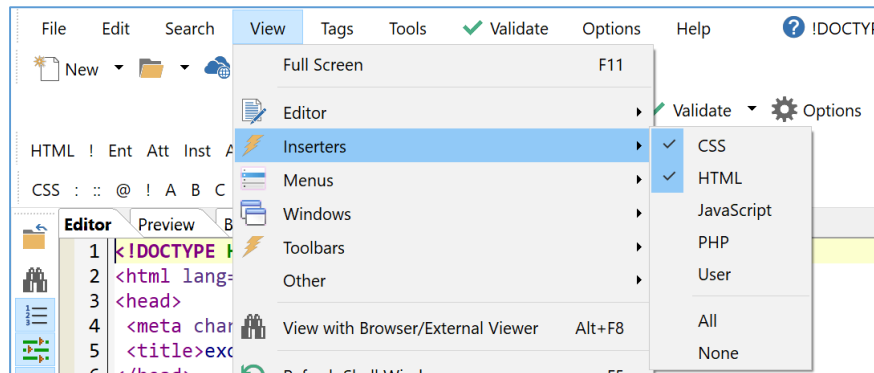 File Edit Search View Tags Tools Validate Options Help ? !DOCTYP
New
Full Screen F11
Editor
Validate Options
HTML ! Ent Att Inst
Inserters
CSS
Menus
HTML
CSS : :: @ ! A B C
Windows
JavaScript
Editor Preview B
Toolbars
PHP
1 <!DOCTYPE
2 <html lang=
Other
User
3 <head>
4 <meta char
View with Browser/External Viewer Alt+F8
All
5 <title>exc
None
6 </head>
F5